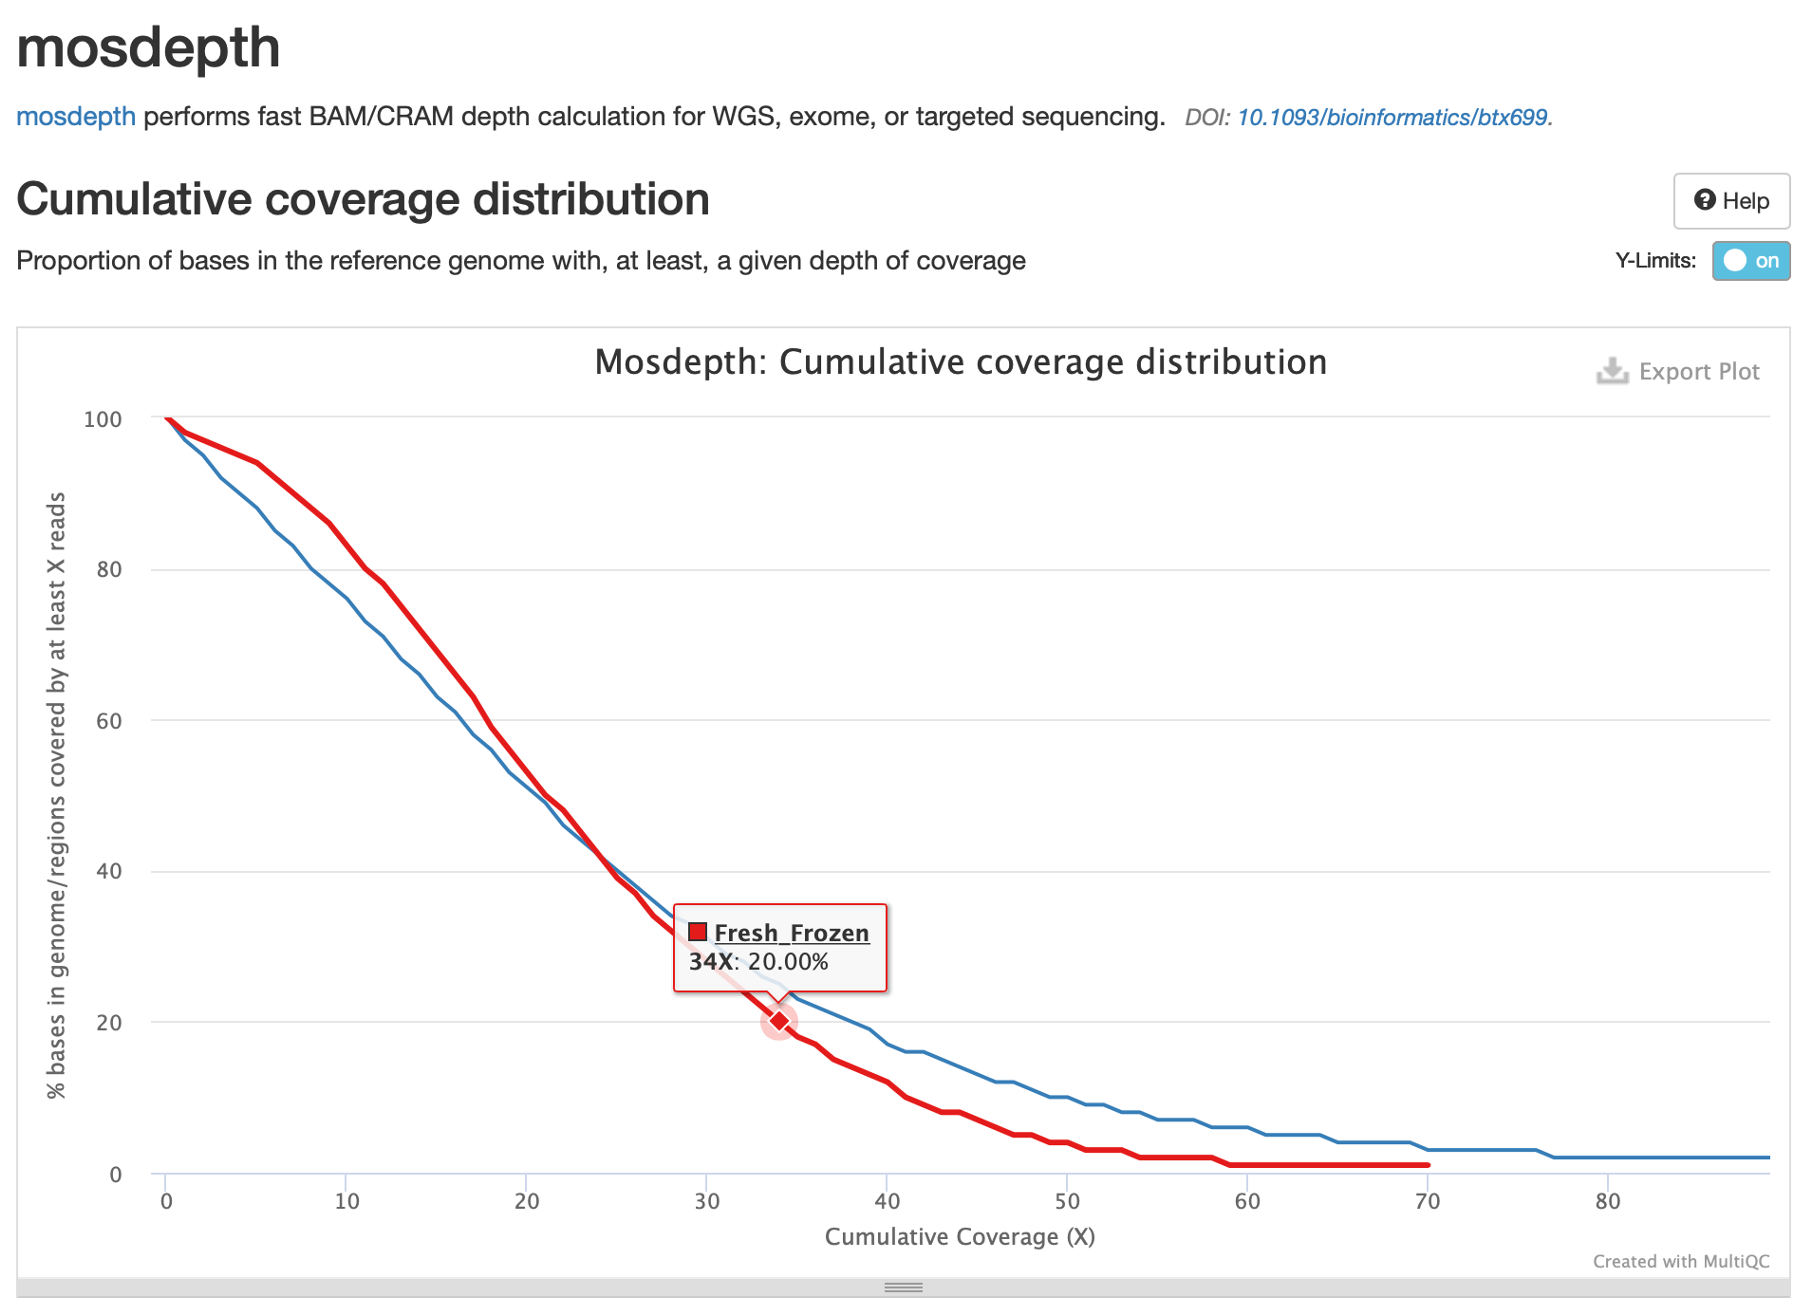 mosdepth
mosdepth performs fast BAM/CRAM depth calculation for WGS, exome, or targeted sequencing. DOI: 10.1093/bioinformatics/btx699.
Cumulative coverage distribution
Help
Proportion of bases in the reference genome with, at least, a given depth of coverage
Y-Limits: on
Mosdepth: Cumulative coverage distribution
Export Plot
% bases in genome/regions covered by at least X reads
100
80
60
40
20
0
Fresh_Frozen
34X: 20.00%
0 10 20 30 40 50 60 70 80
Cumulative Coverage (X)
Created with MultiQC